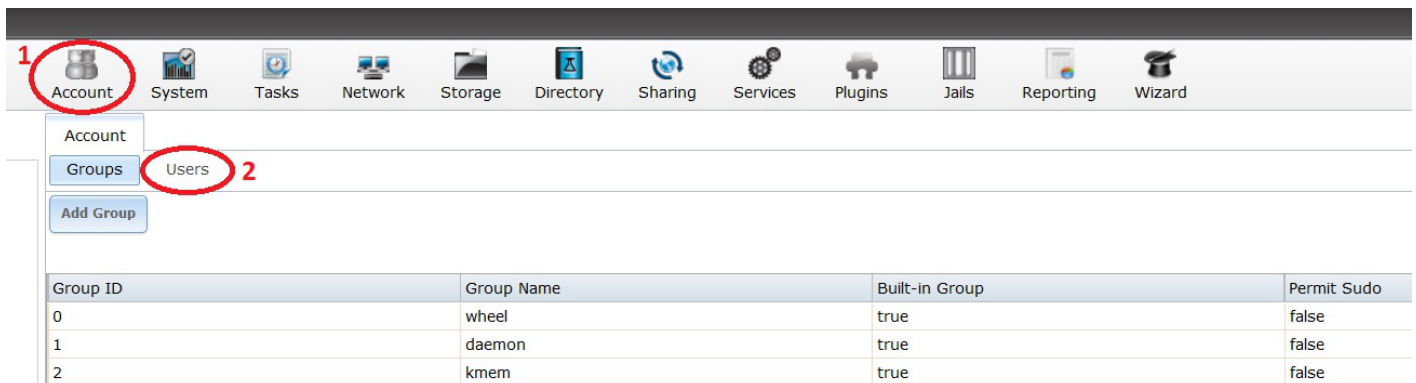 1
Account System Tasks Network Storage Directory Sharing Services Plugins Jails Reporting Wizard
Account
Groups Users 2
Add Group
Group ID Group Name Built-in Group Permit Sudo
0 wheel true false
1 daemon true false
2 kmem true false